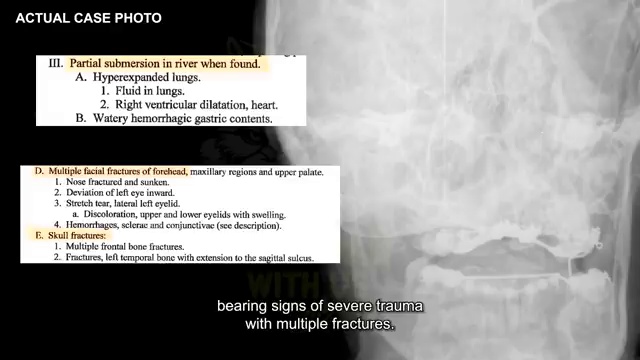 ACTUAL CASE PHOTO
III. Partial submersion in river when found.
A. Hyperexpanded lungs.
1. Fluid in lungs.
2. Right ventricular dilatation, heart.
B. Watery hemorrhagic gastric contents.
D. Multiple facial fractures of forehead, maxillary regions and upper palate.
1. Nose fractured and sunken.
2. Deviation of left eye inward.
3. Stretch tear, lateral left eyelid.
a. Discoloration, upper and lower eyelids with swelling.
4. Hemorrhages, sclerae and conjunctivae (see description).
E. Skull fractures:
1. Multiple frontal bone fractures.
2. Fractures, left temporal bone with extension to the sagittal sulcus.
WITH
bearing signs of severe trauma
with multiple fractures.